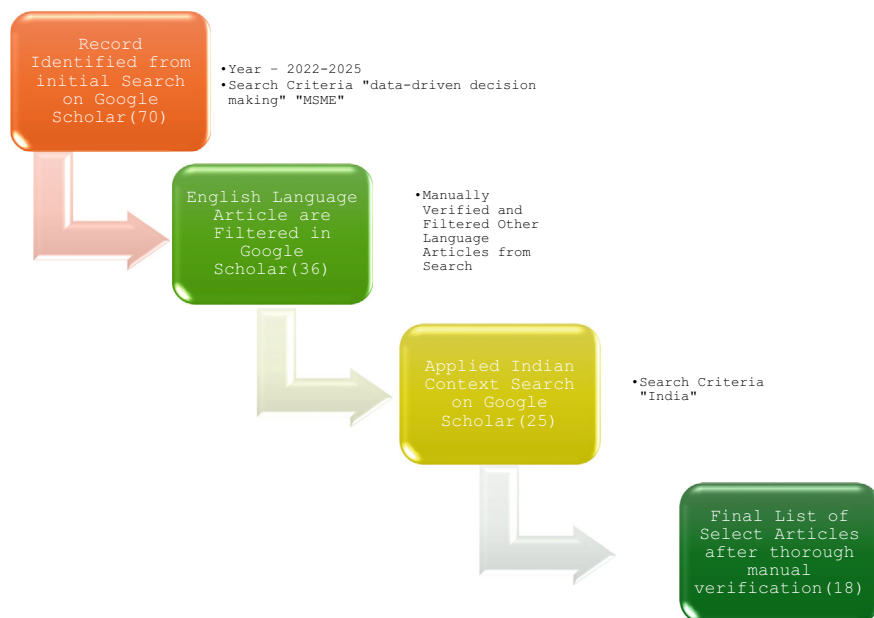 Record
Identified from
initial Search
on Google
Scholar(70)
•Year – 2022-2025
•Search Criteria "data-driven decision
making" "MSME"
English Language
Article are
Filtered in
Google
Scholar(36)
•Manually
Verified and
Filtered Other
Language
Articles from
Search
Applied Indian
Context Search
on Google
Scholar(25)
•Search Criteria
"India"
Final List of
Select Articles
after thorough
manual
verification(18)